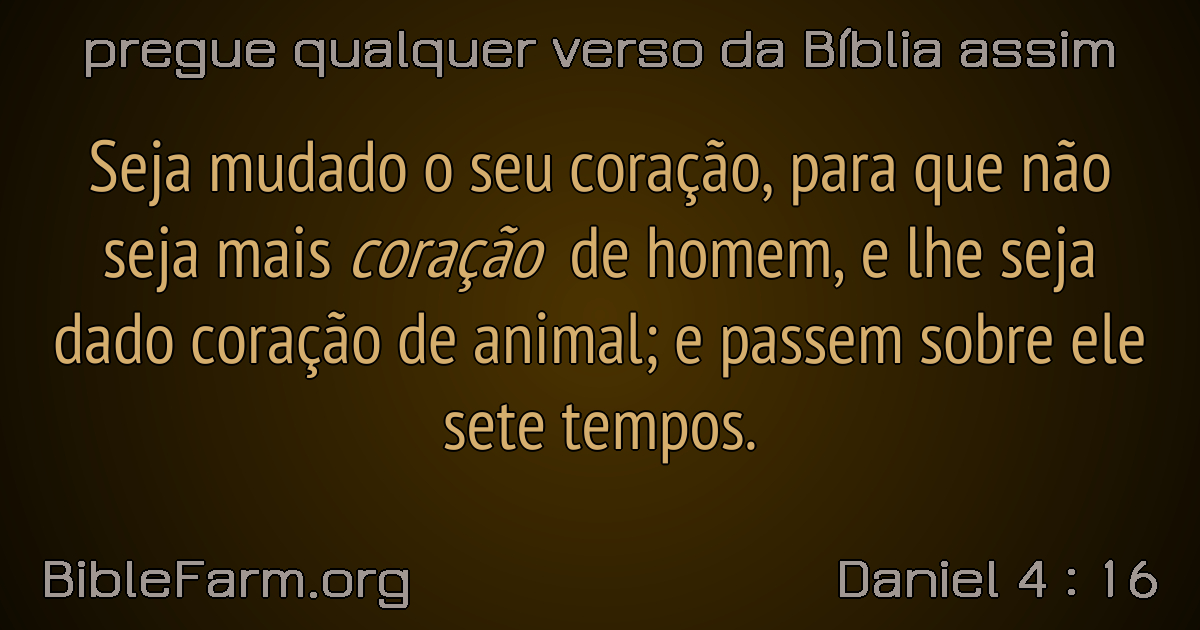 pregue qualquer verso da Bíblia assim
Seja mudado o seu coração, para que não
seja mais coração de homem, e lhe seja
dado coração de animal; e passem sobre ele
sete tempos.
BibleFarm.org
Daniel 4 : 16